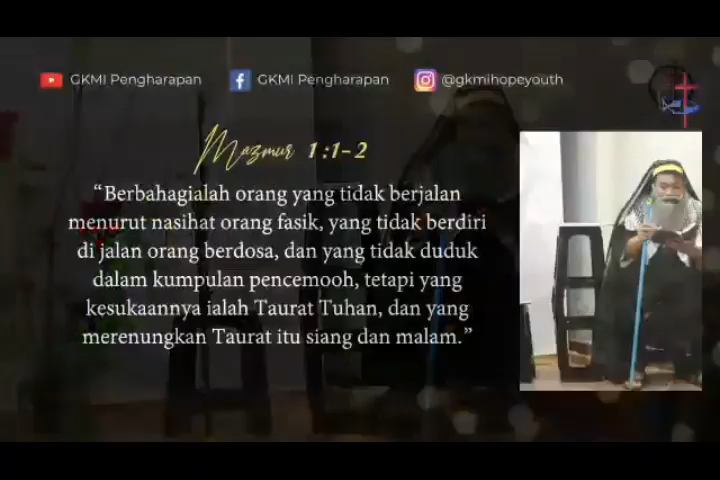 GKMI Pengharapan
GKMI Pengharapan
@gkmihopeyouth
Mazmur 1:1-2
“Berbahagialah orang yang tidak berjalan
menurut nasihat orang fasik, yang tidak berdiri
di jalan orang berdosa, dan yang tidak duduk
dalam kumpulan pencemooh, tetapi yang
kesukaannya ialah Taurat Tuhan, dan yang
merenungkan Taurat itu siang dan malam.”